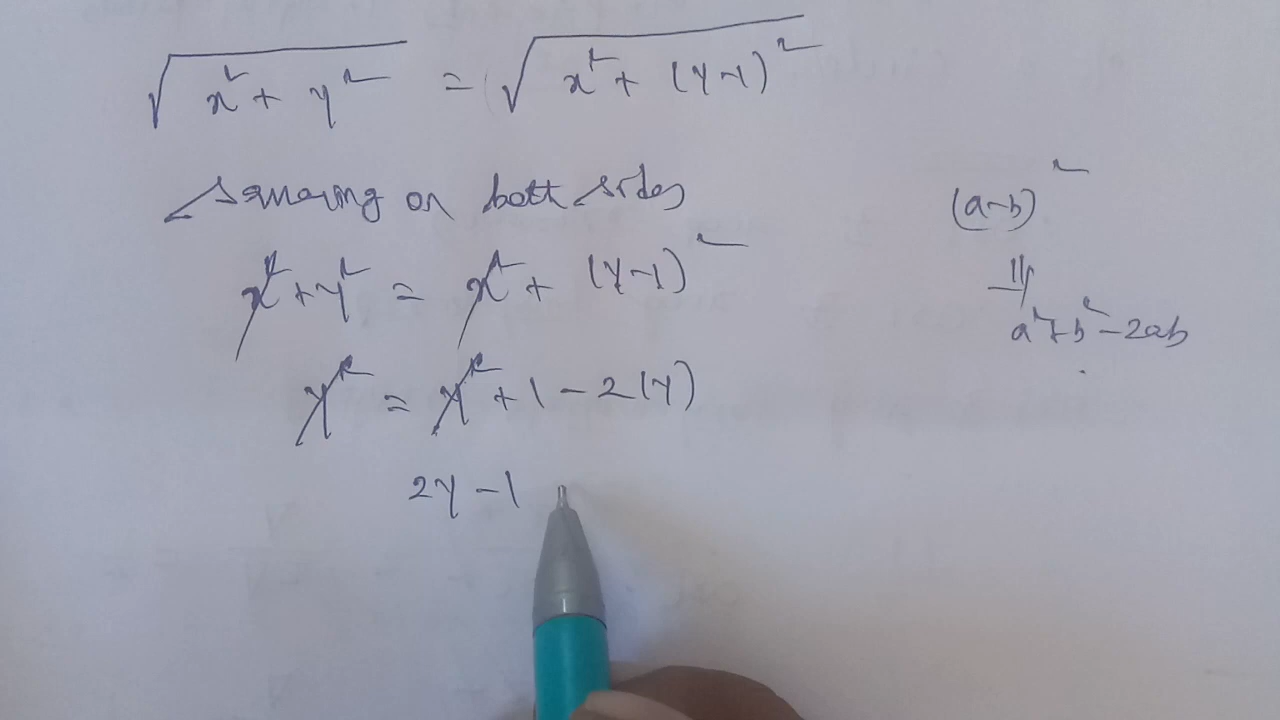 √(x² + y²) = √(x² + (y-1)²)
Squaring on both sides
(a-b)²
x² + y² = x² + (y-1)²
||
a² + b² - 2ab
y² = y² + 1 - 2(y)
2y - 1